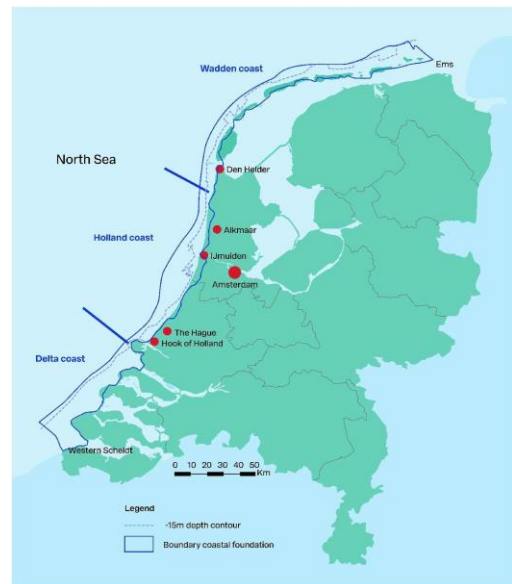 Wadden coast
Ems
North Sea
Den Helder
Holland coast
Alkmaar
IJmuiden
Amsterdam
The Hague
Hook of Holland
Delta coast
Western Scheldt
0 10 20 30 40 50
Km
Legend
-15m depth contour
Boundary coastal foundation